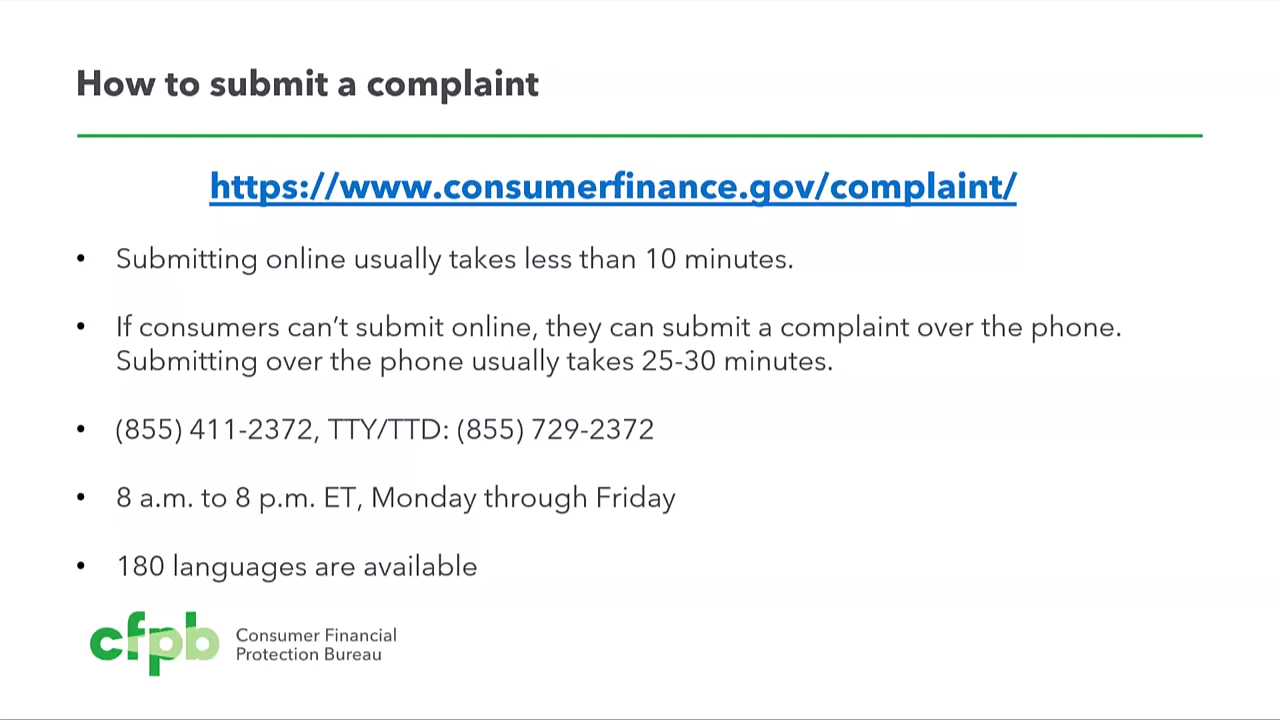 How to submit a complaint
https://www.consumerfinance.gov/complaint/
• Submitting online usually takes less than 10 minutes.
• If consumers can’t submit online, they can submit a complaint over the phone.
Submitting over the phone usually takes 25-30 minutes.
• (855) 411-2372, TTY/TTD: (855) 729-2372
• 8 a.m. to 8 p.m. ET, Monday through Friday
• 180 languages are available
cfpb
Consumer Financial
Protection Bureau